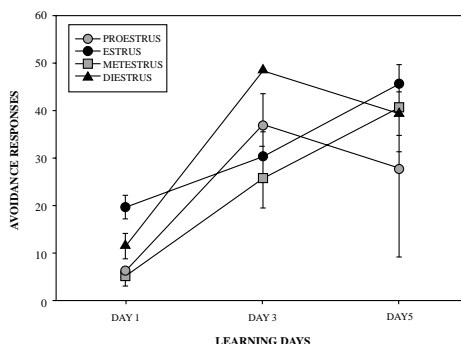 60
50
40
30
20
10
0
AVOIDANCE RESPONSES
PROESTRUS
ESTRUS
METESTRUS
DIESTRUS
DAY 1
DAY 3
DAY5
LEARNING DAYS